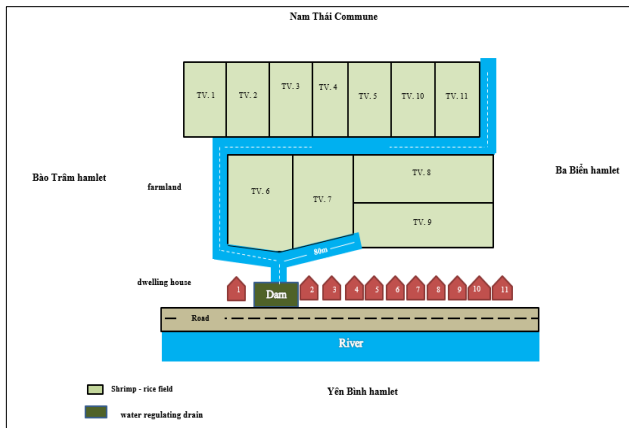 Nam Thái Commune
TV. 1
TV. 2
TV. 3
TV. 4
TV. 5
TV. 10
TV. 11
Bào Trâm hamlet
farmland
TV. 6
TV. 7
TV. 8
TV. 9
Ba Biển hamlet
80m
dwelling house
1
Dam
2
3
4
5
6
7
8
9
10
11
Road
River
Shrimp - rice field
Yên Bình hamlet
water regulating drain